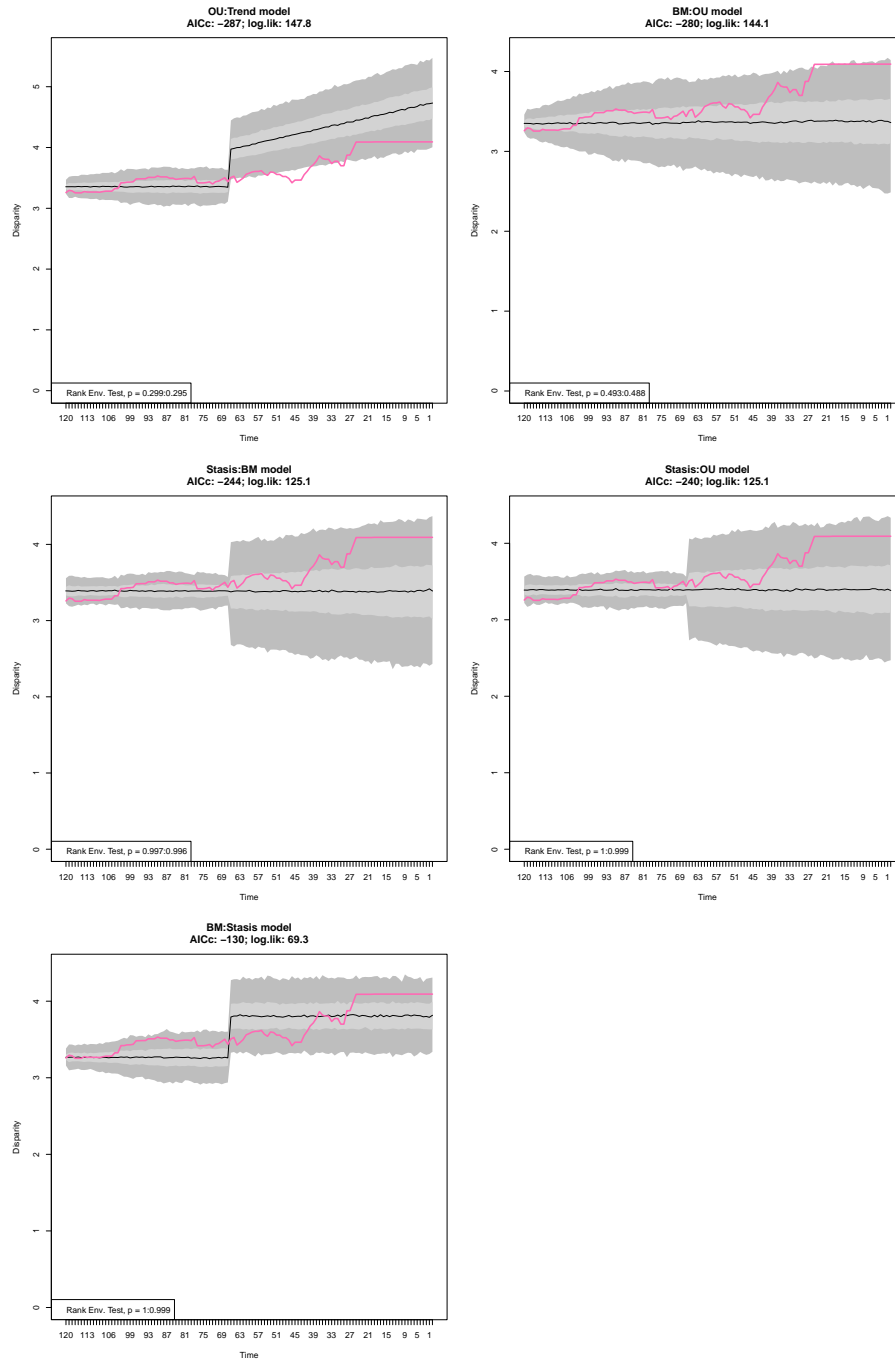 OU:Trend model
AICc: −287; log.lik: 147.8
Disparity
5
4
3
2
1
0
Rank Env. Test, p = 0.299:0.295
120 113 106 99 93 87 81 75 69 63 57 51 45 39 33 27 21 15 9 5 1
Time
BM:OU model
AICc: −280; log.lik: 144.1
Disparity
4
3
2
1
0
Rank Env. Test, p = 0.493:0.488
120 113 106 99 93 87 81 75 69 63 57 51 45 39 33 27 21 15 9 5 1
Time
Stasis:BM model
AICc: −244; log.lik: 125.1
Disparity
4
3
2
1
0
Rank Env. Test, p = 0.997:0.996
120 113 106 99 93 87 81 75 69 63 57 51 45 39 33 27 21 15 9 5 1
Time
Stasis:OU model
AICc: −240; log.lik: 125.1
Disparity
4
3
2
1
0
Rank Env. Test, p = 1:0.999
120 113 106 99 93 87 81 75 69 63 57 51 45 39 33 27 21 15 9 5 1
Time
BM:Stasis model
AICc: −130; log.lik: 69.3
Disparity
4
3
2
1
0
Rank Env. Test, p = 1:0.999
120 113 106 99 93 87 81 75 69 63 57 51 45 39 33 27 21 15 9 5 1
Time